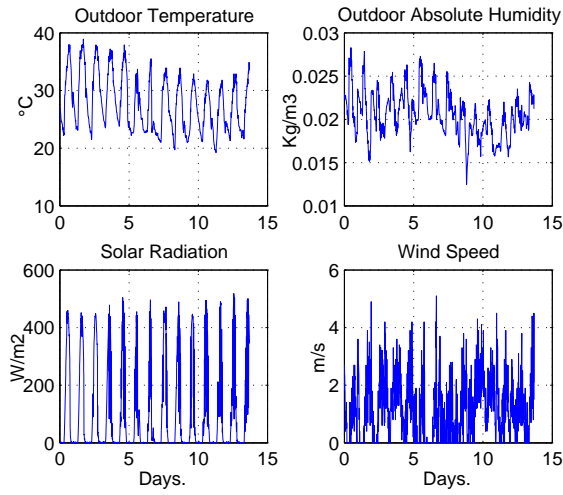 Outdoor Temperature
40
30
20
10
°C
0 5 10 15
Outdoor Absolute Humidity
0.03
0.025
0.02
0.015
0.01
Kg/m3
0 5 10 15
Solar Radiation
600
400
200
0
W/m2
0 5 10 15
Days.
Wind Speed
6
4
2
0
m/s
0 5 10 15
Days.